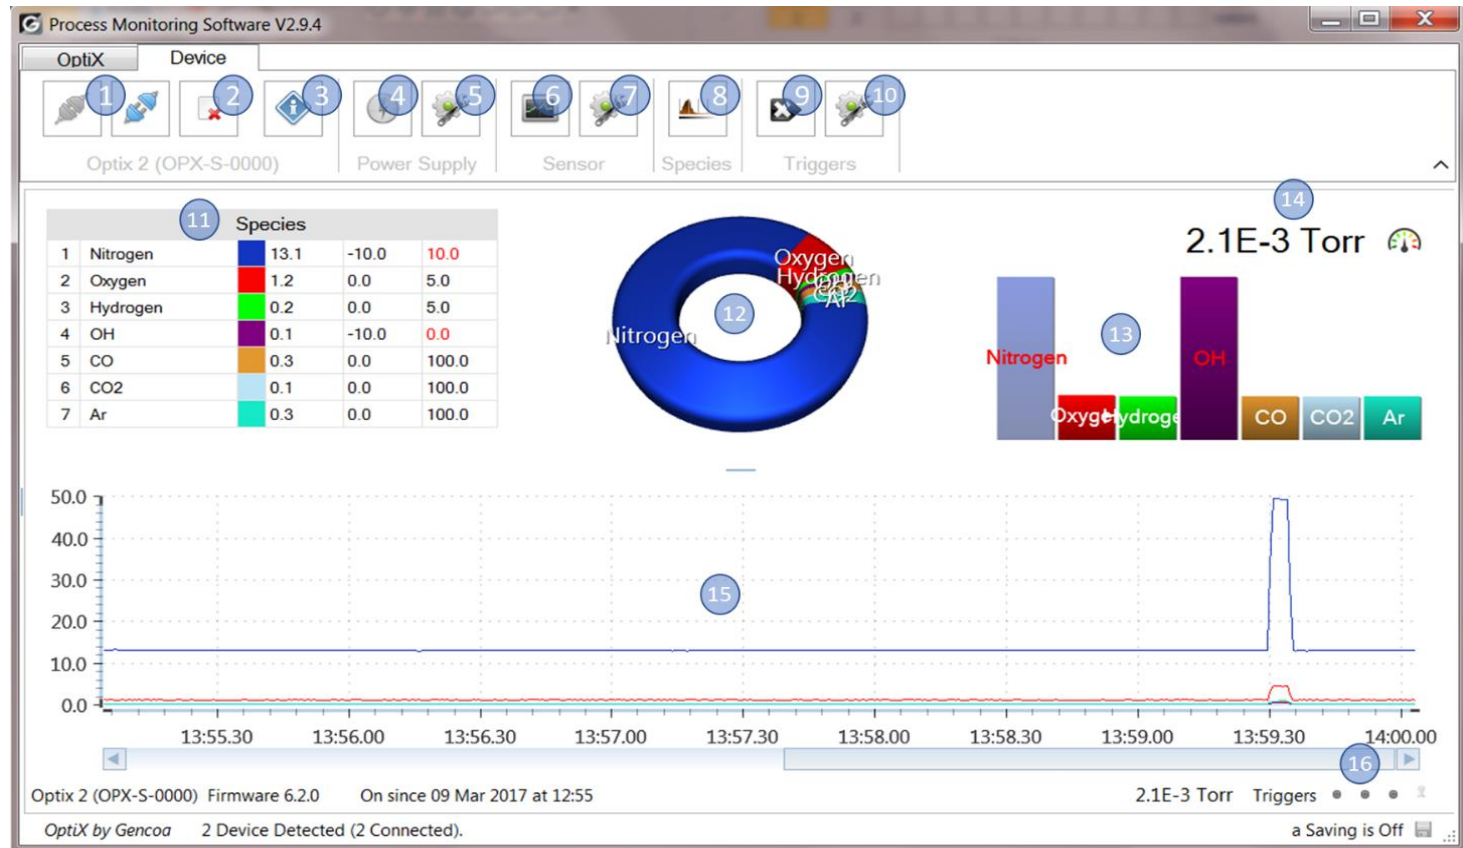 Process Monitoring Software V2.9.4
OptiX Device
1 2 3 4 5 6 7 8 9 10
Optix 2 (OPX-S-0000) Power Supply Sensor Species Triggers
14
11 Species
2.1E-3 Torr
1 Nitrogen 13.1 -10.0 10.0
2 Oxygen 1.2 0.0 5.0
3 Hydrogen 0.2 0.0 5.0
4 OH 0.1 -10.0 0.0
5 CO 0.3 0.0 100.0
6 CO2 0.1 0.0 100.0
7 Ar 0.3 0.0 100.0
Oxygen
Hydrogen
CO2
Ar
12
Nitrogen
13
Nitrogen OH
Oxyge Hydroge CO CO2 Ar
50.0
40.0
30.0
15
20.0
10.0
0.0
13:55.30 13:56.00 13:56.30 13:57.00 13:57.30 13:58.00 13:58.30 13:59.00 13:59.30 14:00.00
16
Optix 2 (OPX-S-0000) Firmware 6.2.0 On since 09 Mar 2017 at 12:55 2.1E-3 Torr Triggers
OptiX by Gencoa 2 Device Detected (2 Connected). a Saving is Off